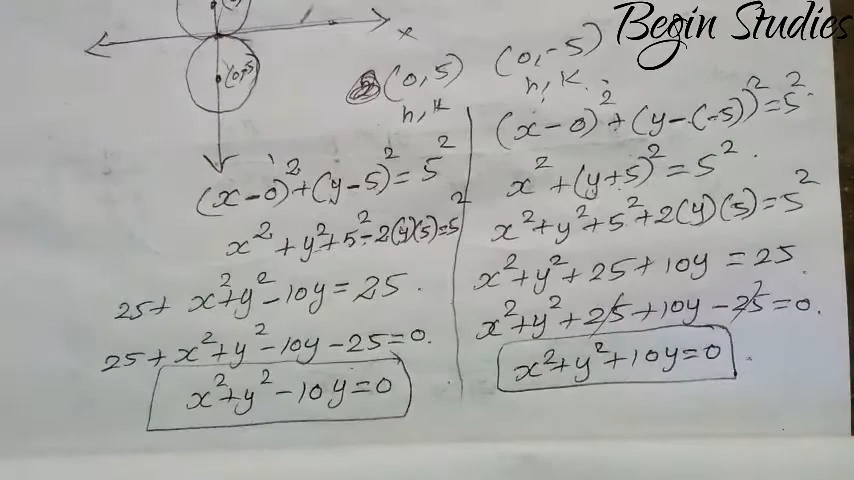 Begin Studies
x
(0,-5)
(0, 5)
h, k
(x-0)² + (y-5)² = 5²
x² + y² + 5² - 2(y)(5) = 5²
25 + x² + y² - 10y = 25.
25 + x² + y² - 10y - 25 = 0.
x² + y² - 10y = 0
(0, -5)
h, k.
(x-0)² + (y-(-5))² = 5².
x² + (y+5)² = 5².
x² + y² + 5² + 2(y)(5) = 5²
x² + y² + 25 + 10y = 25.
x² + y² + 25 + 10y - 25 = 0.
x² + y² + 10y = 0.